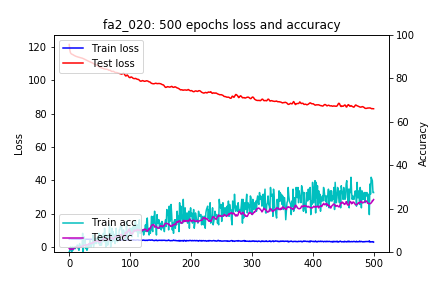 fa2_020: 500 epochs loss and accuracy
Train loss
Test loss
Train acc
Test acc
Loss
120
100
80
60
40
20
0
Accuracy
100
80
60
40
20
0
0
100
200
300
400
500